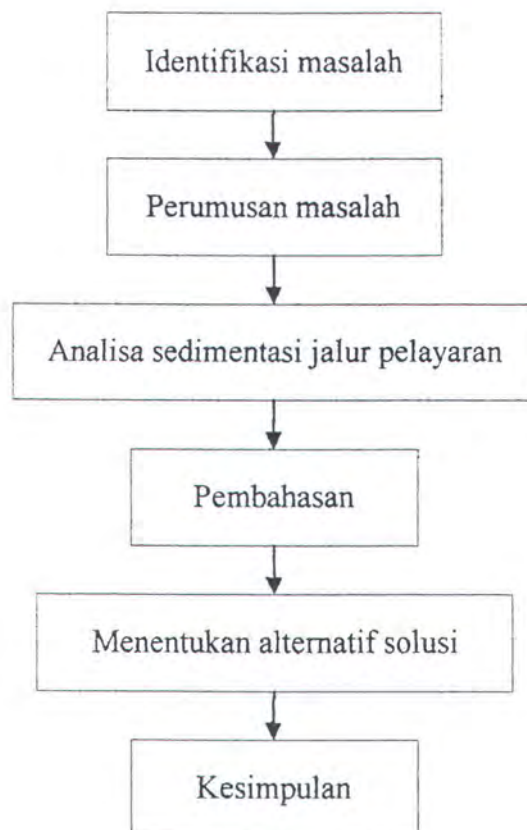 Identifikasi masalah
Perumusan masalah
Analisa sedimentasi jalur pelayaran
Pembahasan
Menentukan alternatif solusi
Kesimpulan